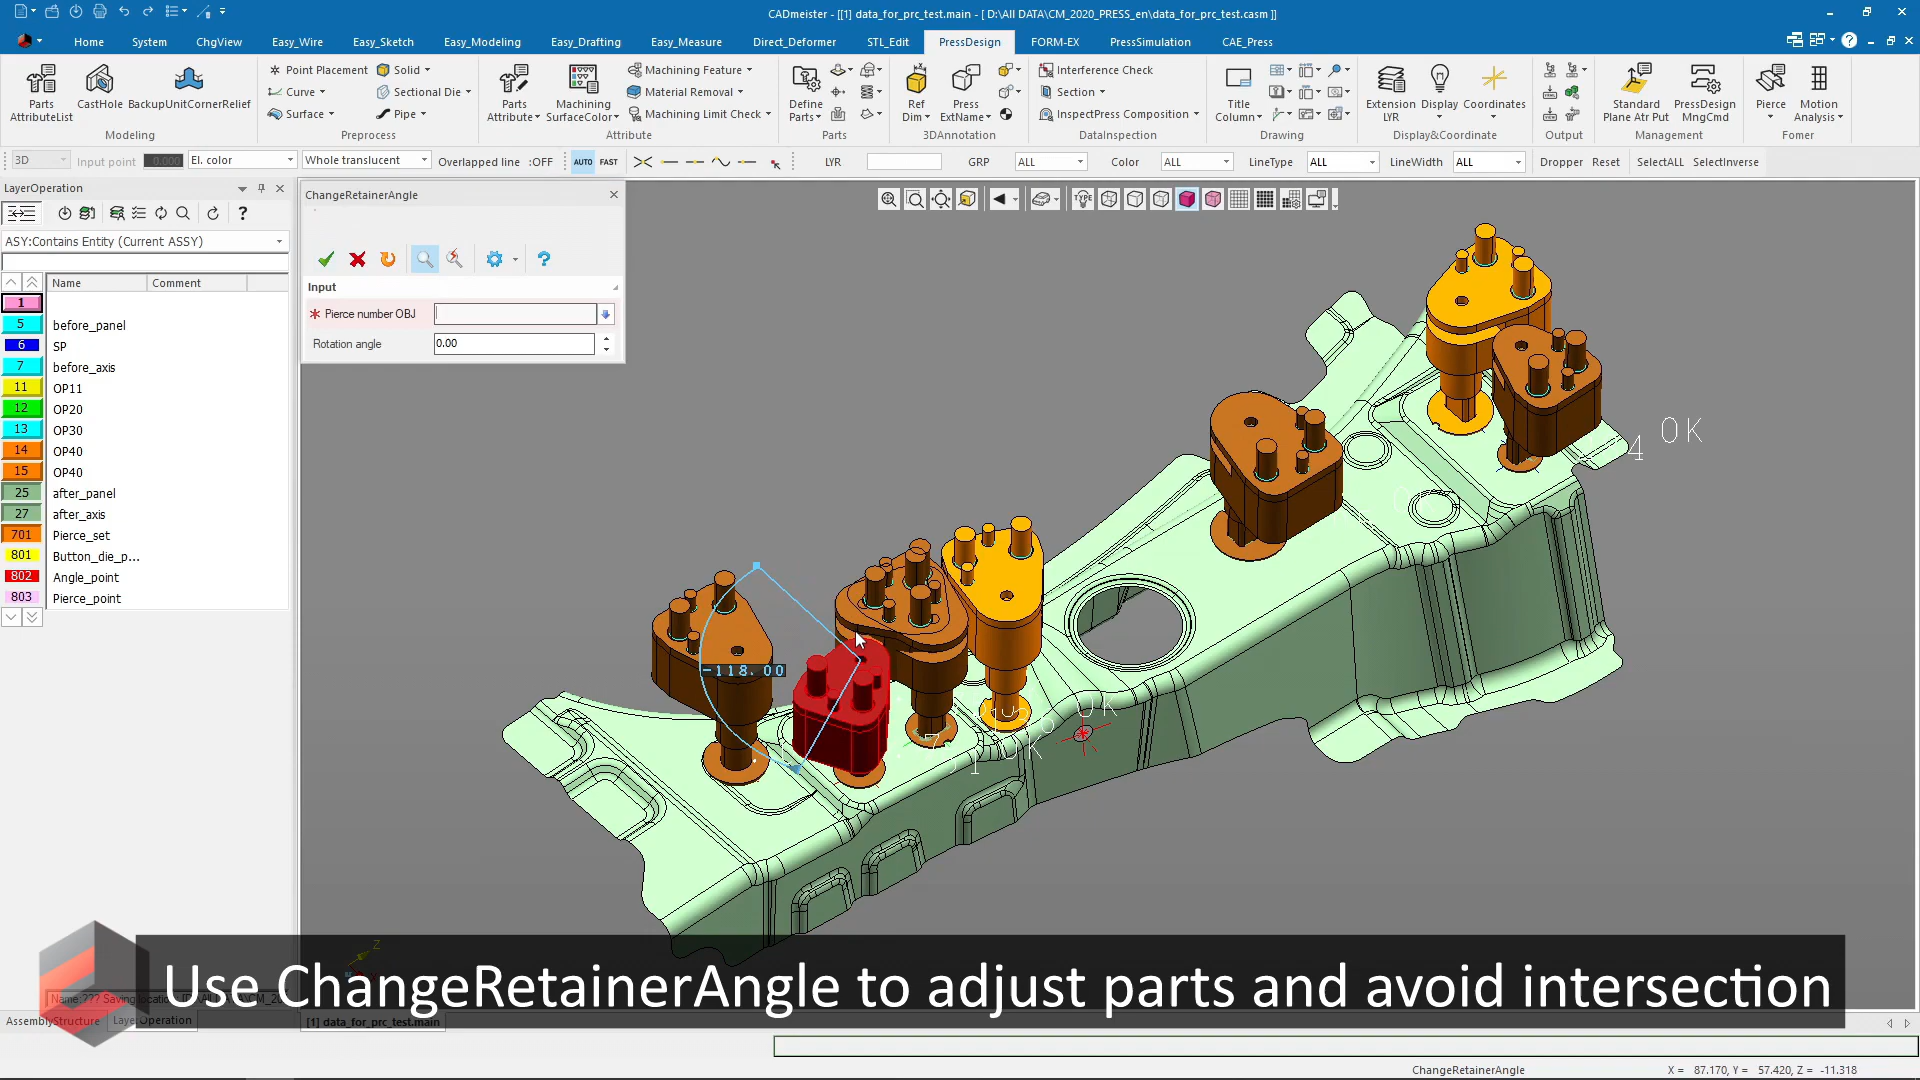 CADmeister - [[1] data_for_prc_test.main - [ D:\All DATA\CM_2020_PRESS_en\data_for_prc_test.casm ]]
Home System ChgView Easy_Wire Easy_Sketch Easy_Modeling Easy_Drafting Easy_Measure Direct_Deformer STL_Edit PressDesign FORM-EX PressSimulation CAE_Press
Parts AttributeList
CastHole
BackupUnitCornerRelief
Modeling
Point Placement
Curve
Surface
Solid
Sectional Die
Pipe
Preprocess
Parts Attribute
Machining SurfaceColor
Machining Feature
Material Removal
Machining Limit Check
Attribute
Define Parts
Parts
Ref Dim
Press ExtName
3DAnnotation
Interference Check
Section
InspectPress Composition
DataInspection
Title Column
Drawing
Extension LYR
Display
Coordinates
Display&Coordinate
Output
Standard Plane Atr Put
PressDesign MngCmd
Management
Pierce
Motion Analysis
Fomer
3D Input point 0.000 El. color Whole translucent Overlapped line :OFF AUTO FAST LYR GRP ALL Color ALL LineType ALL LineWidth ALL Dropper Reset SelectALL SelectInverse
LayerOperation
ASY:Contains Entity (Current ASSY)
Name Comment
1
5 before_panel
6 SP
7 before_axis
11 OP11
12 OP20
13 OP30
14 OP40
15 OP40
25 after_panel
27 after_axis
701 Pierce_set
801 Button_die_p...
802 Angle_point
803 Pierce_point
ChangeRetainerAngle
Input
Pierce number OBJ
Rotation angle 0.00
TYPE
OK
4
-118.00
OK
OK
Z
Use ChangeRetainerAngle to adjust parts and avoid intersection
AssemblyStructure LayerOperation [1] data_for_prc_test.main
ChangeRetainerAngle X = 87.170, Y = 57.420, Z = -11.318